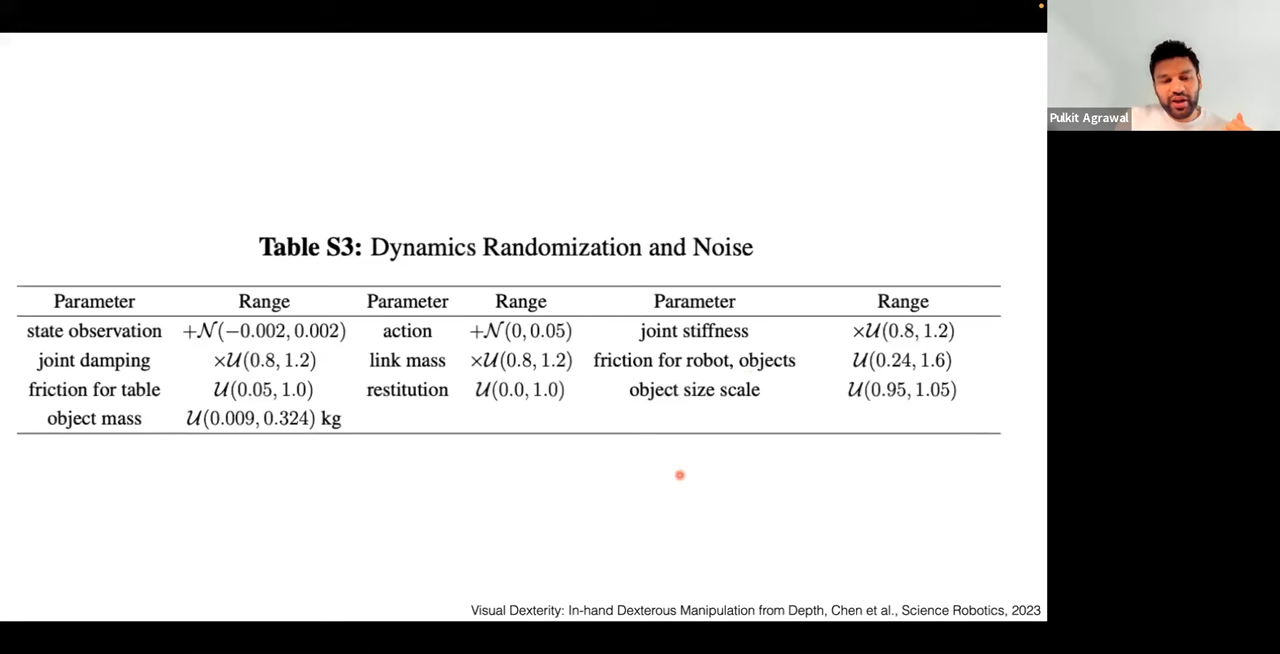 Pulkit Agrawal
Table S3: Dynamics Randomization and Noise
Parameter Range Parameter Range Parameter Range
state observation +𝒩(−0.002, 0.002) action +𝒩(0, 0.05) joint stiffness ×𝒰(0.8, 1.2)
joint damping ×𝒰(0.8, 1.2) link mass ×𝒰(0.8, 1.2) friction for robot, objects 𝒰(0.24, 1.6)
friction for table 𝒰(0.05, 1.0) restitution 𝒰(0.0, 1.0) object size scale 𝒰(0.95, 1.05)
object mass 𝒰(0.009, 0.324) kg
Visual Dexterity: In-hand Dexterous Manipulation from Depth, Chen et al., Science Robotics, 2023